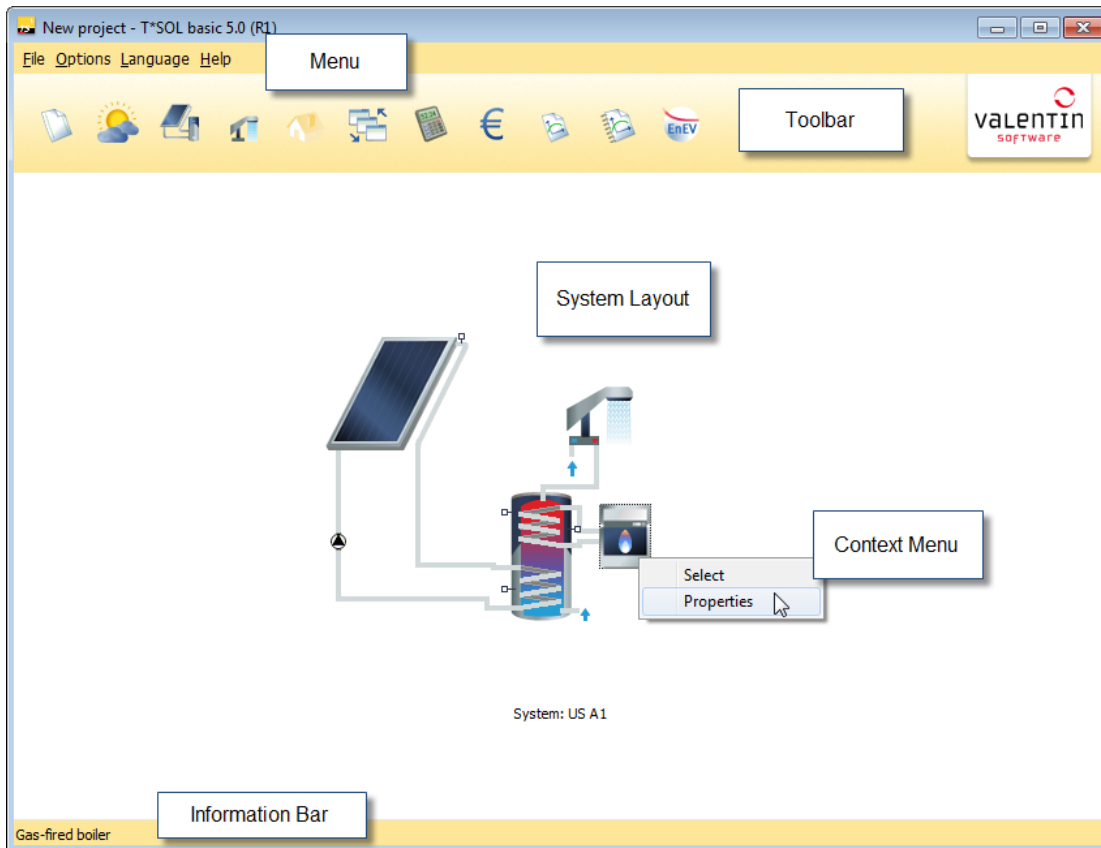 New project - T*SOL basic 5.0 (R1)
File Options Language Help
Menu
Toolbar
EnEV
valentin
software
System Layout
Context Menu
Select
Properties
System: US A1
Information Bar
Gas-fired boiler